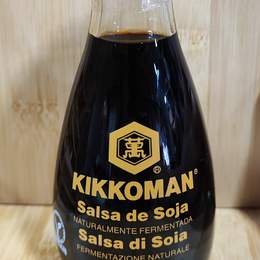 萬
®
KIKKOMAN®
Salsa de Soja
NATURALMENTE FERMENTADA
Salsa di Soia
FERMENTAZIONE NATURALE